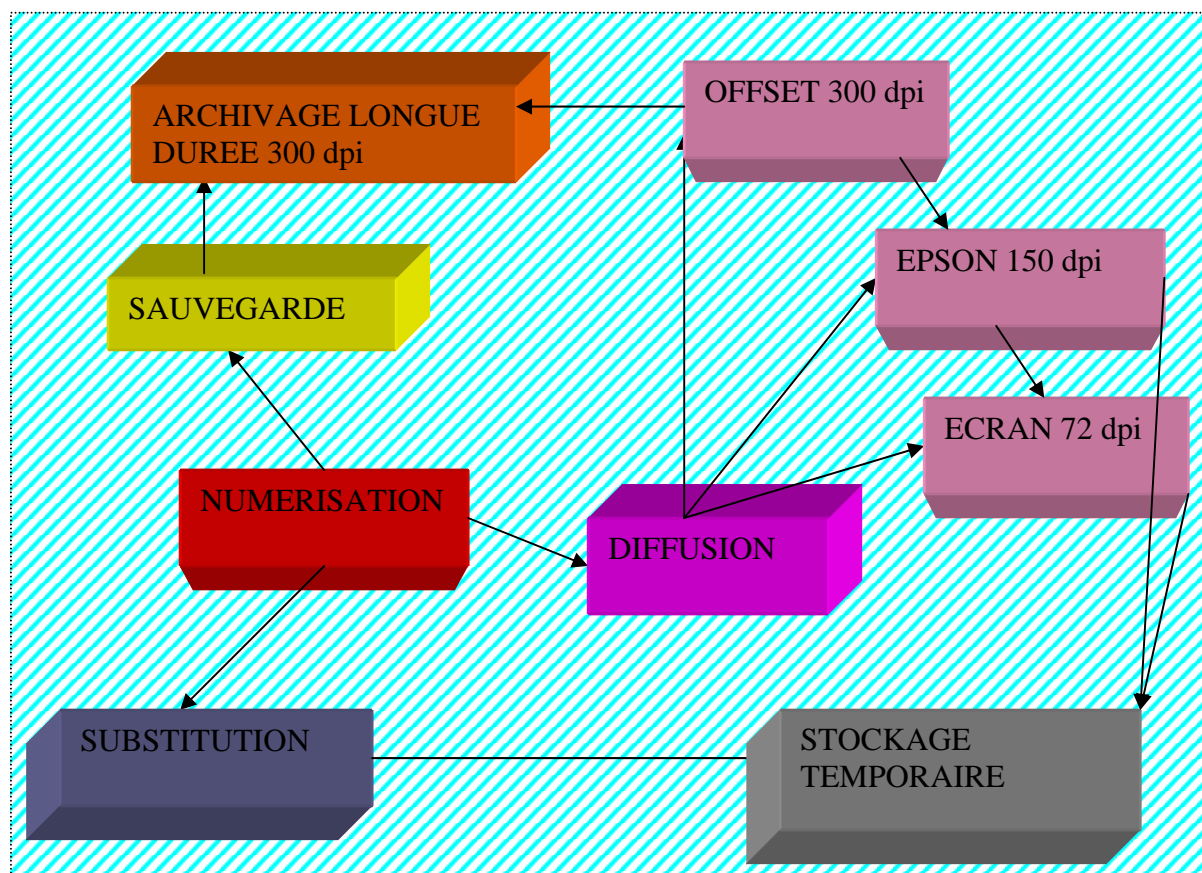 ARCHIVAGE LONGUE
DUREE 300 dpi
OFFSET 300 dpi
SAUVEGARDE
EPSON 150 dpi
ECRAN 72 dpi
NUMERISATION
DIFFUSION
SUBSTITUTION
STOCKAGE
TEMPORAIRE